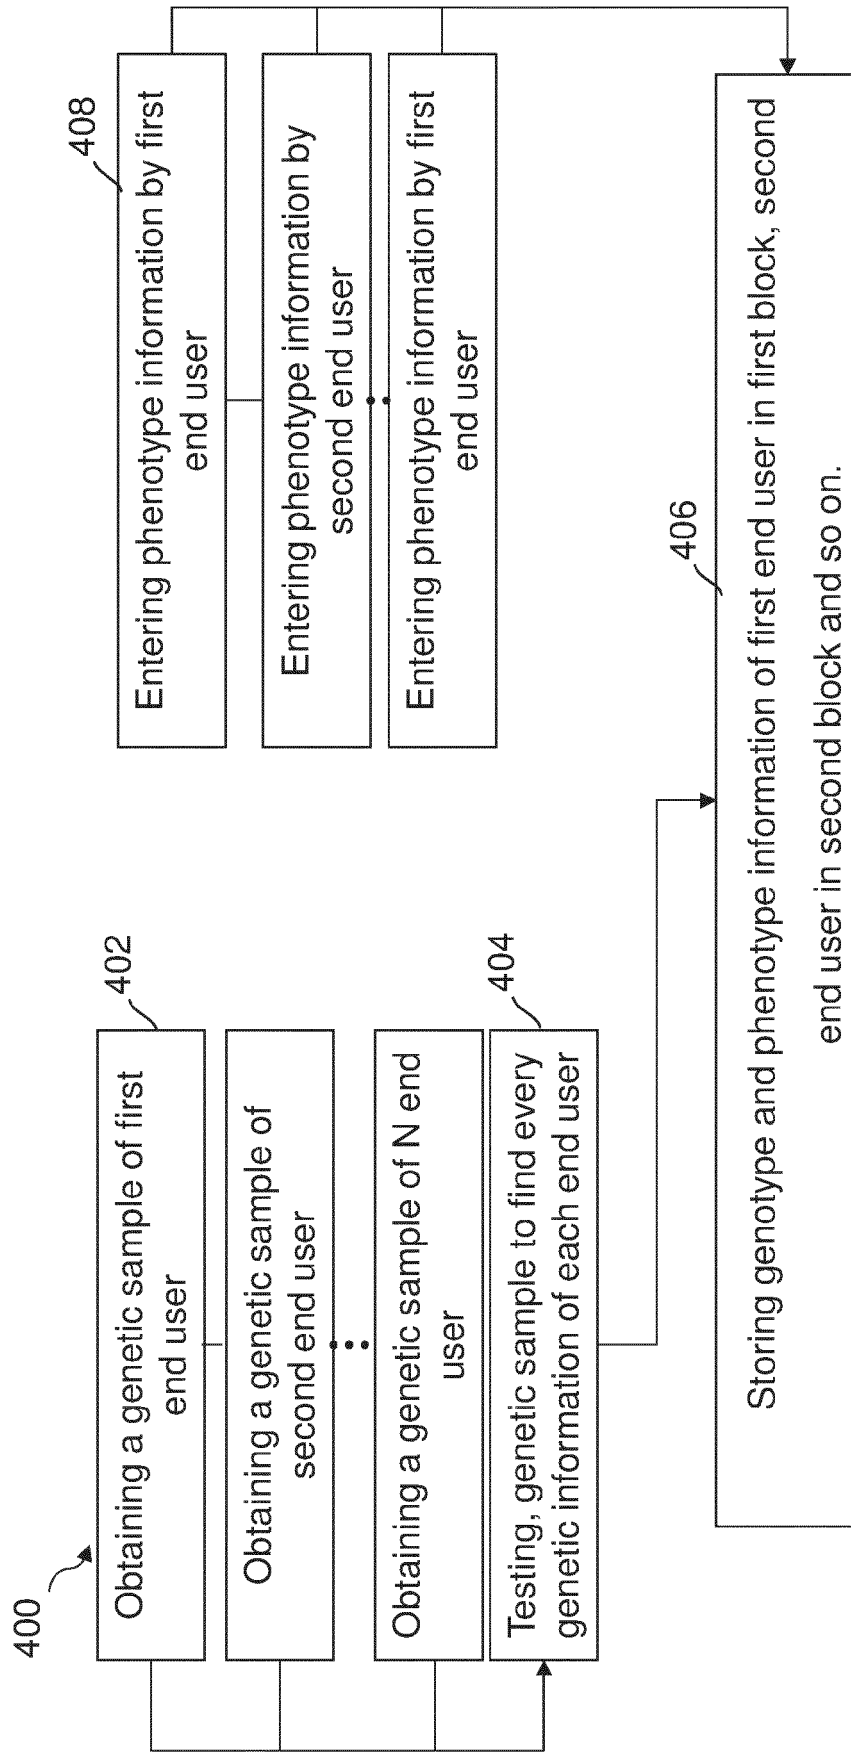 400
402
Obtaining a genetic sample of first
end user
Obtaining a genetic sample of
second end user
Obtaining a genetic sample of N end
user
404
Testing, genetic sample to find every
genetic information of each end user
408
Entering phenotype information by first
end user
Entering phenotype information by
second end user
Entering phenotype information by first
end user
406
Storing genotype and phenotype information of first end user in first block, second
end user in second block and so on.